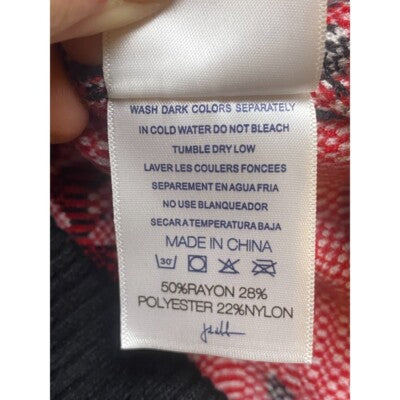 WASH DARK COLORS SEPARATELY
IN COLD WATER DO NOT BLEACH
TUMBLE DRY LOW
LAVER LES COULERS FONCEES
SEPAREMENT EN AGUA FRIA
NO USE BLANQUEADOR
SECAR A TEMPERATURA BAJA
MADE IN CHINA
30°
50%RAYON 28%
POLYESTER 22%NYLON